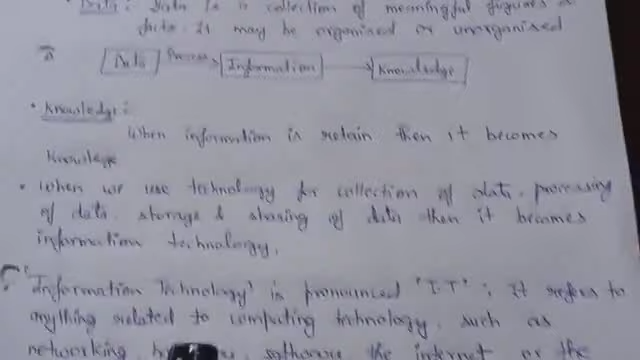 Data: Data is a collection of meaningful figures &
facts. It may be organised or unorganised
Data Process Information Knowledge
• Knowledge:
When information is retain then it becomes
knowledge
• When we use technology for collection of data, processing
of data, storage & sharing of data then it becomes
information technology.
'Information Technology' is pronounced 'I.T'; It refers to
anything related to computing technology, such as
networking, software, the internet or the